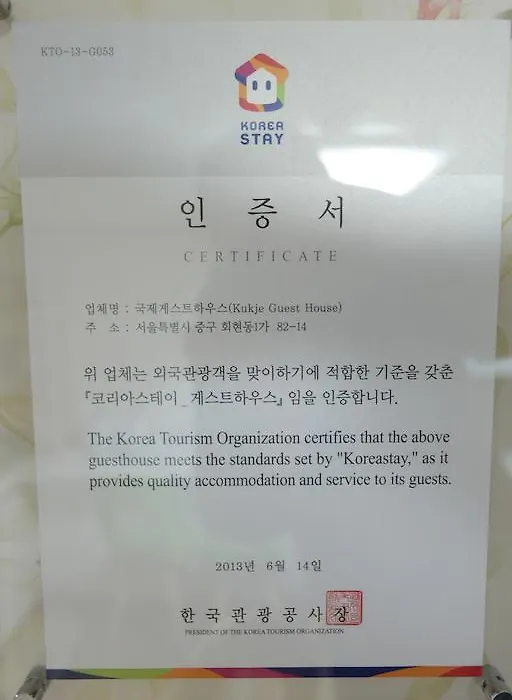 KTO-13-G053
KOREA
STAY
인 증 서
CERTIFICATE
업체명 : 국제게스트하우스(Kukje Guest House)
주 소 : 서울특별시 중구 회현동1가 82-14
위 업체는 외국관광객을 맞이하기에 적합한 기준을 갖춘
『코리아스테이_게스트하우스』임을 인증합니다.
The Korea Tourism Organization certifies that the above
guesthouse meets the standards set by "Koreastay," as it
provides quality accommodation and service to its guests.
2013년 6월 14일
한국관광공사장
PRESIDENT OF THE KOREA TOURISM ORGANIZATION